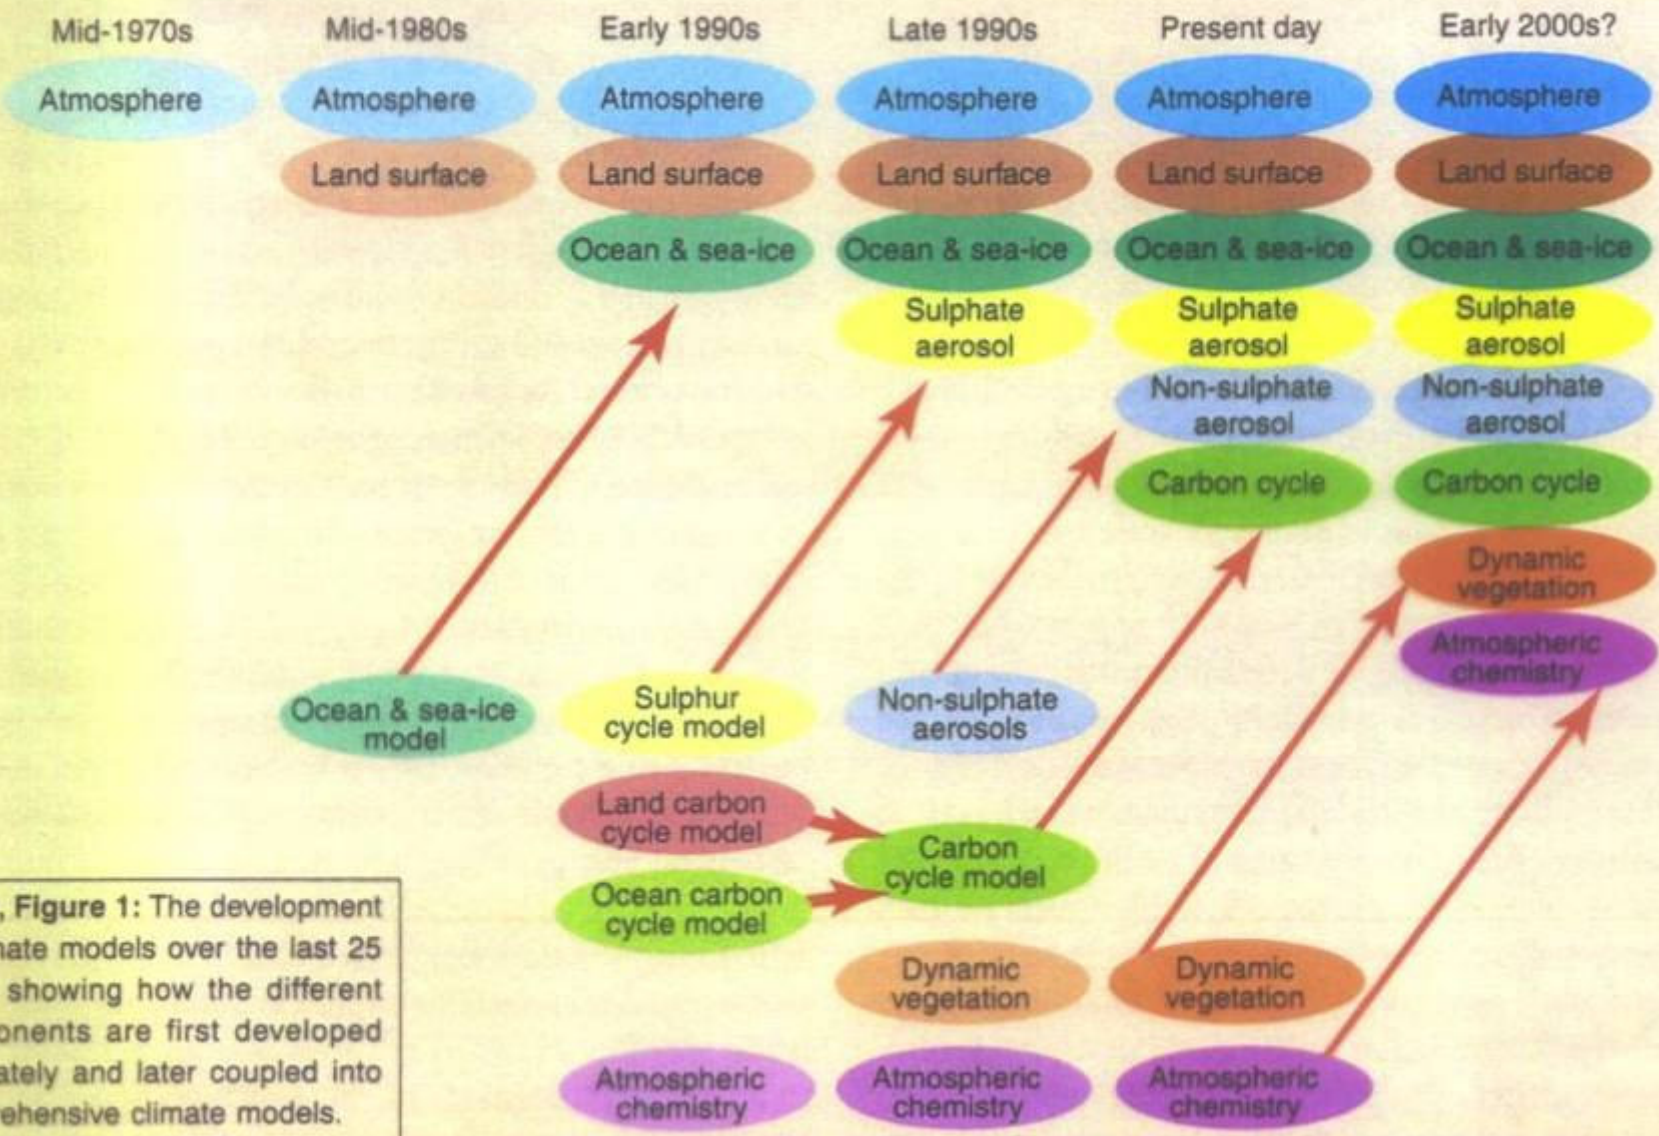 Mid-1970s
Mid-1980s
Early 1990s
Late 1990s
Present day
Early 2000s?
Atmosphere
Atmosphere
Atmosphere
Atmosphere
Atmosphere
Atmosphere
Land surface
Land surface
Land surface
Land surface
Land surface
Ocean & sea-ice
Ocean & sea-ice
Ocean & sea-ice
Ocean & sea-ice
Sulphate
aerosol
Sulphate
aerosol
Sulphate
aerosol
Non-sulphate
aerosol
Non-sulphate
aerosol
Carbon cycle
Carbon cycle
Dynamic
vegetation
Atmospheric
chemistry
Ocean & sea-ice
model
Sulphur
cycle model
Non-sulphate
aerosols
Land carbon
cycle model
Carbon
cycle model
Ocean carbon
cycle model
Dynamic
vegetation
Dynamic
vegetation
Atmospheric
chemistry
Atmospheric
chemistry
Atmospheric
chemistry
, Figure 1: The development
mate models over the last 25
showing how the different
onents are first developed
ately and later coupled into
rehensive climate models.